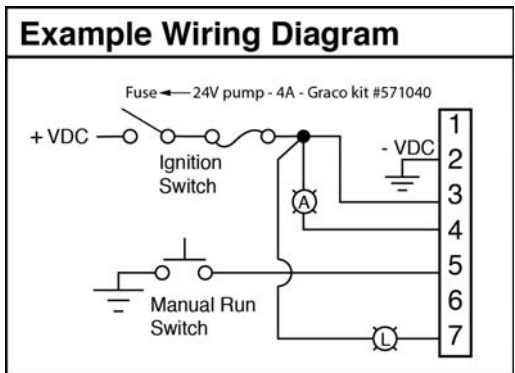 Example Wiring Diagram
Fuse 24V pump - 4A - Graco kit #571040
+ VDC
Ignition
Switch
- VDC
1
2
3
4
5
6
7
A
Manual Run
Switch
L